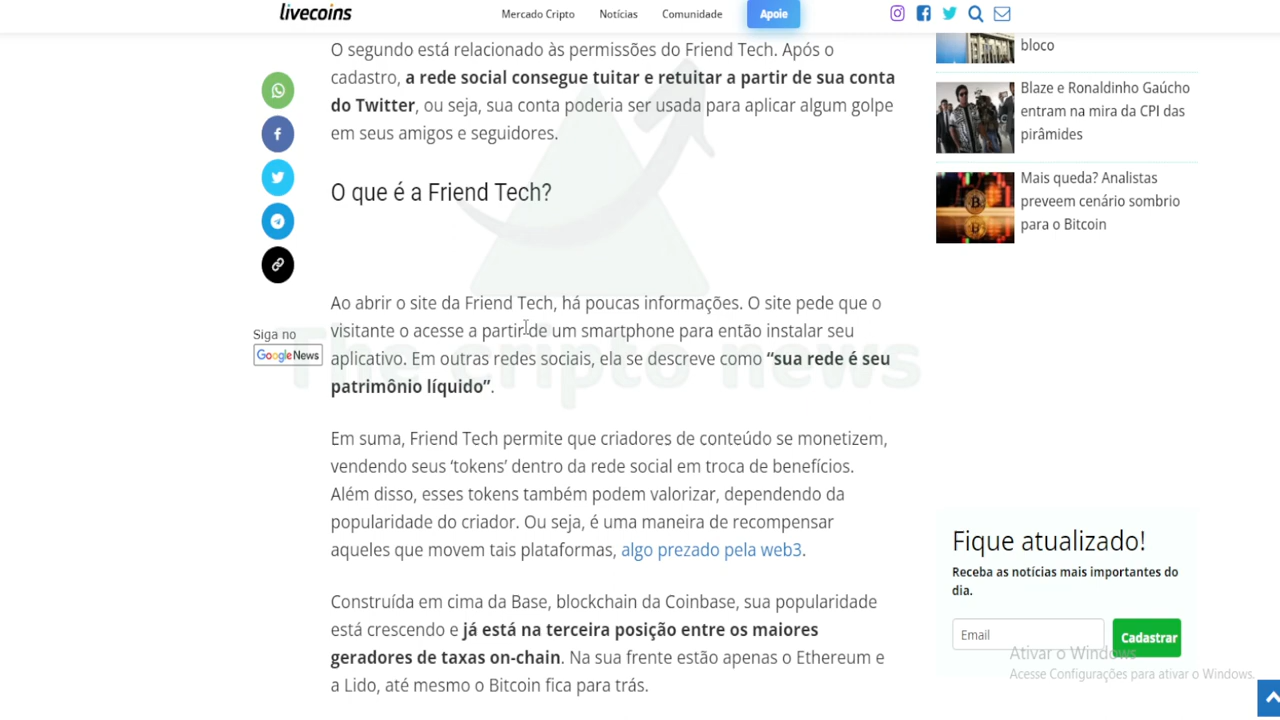 livecoins
Mercado Cripto
Notícias
Comunidade
Apoie
O segundo está relacionado às permissões do Friend Tech. Após o
cadastro, a rede social consegue tuitar e retuitar a partir de sua conta
do Twitter, ou seja, sua conta poderia ser usada para aplicar algum golpe
em seus amigos e seguidores.
O que é a Friend Tech?
Siga no
Google News
Ao abrir o site da Friend Tech, há poucas informações. O site pede que o
visitante o acesse a partir de um smartphone para então instalar seu
aplicativo. Em outras redes sociais, ela se descreve como “sua rede é seu
patrimônio líquido”.
The cripto news
Em suma, Friend Tech permite que criadores de conteúdo se monetizem,
vendendo seus ‘tokens’ dentro da rede social em troca de benefícios.
Além disso, esses tokens também podem valorizar, dependendo da
popularidade do criador. Ou seja, é uma maneira de recompensar
aqueles que movem tais plataformas, algo prezado pela web3.
Construída em cima da Base, blockchain da Coinbase, sua popularidade
está crescendo e já está na terceira posição entre os maiores
geradores de taxas on-chain. Na sua frente estão apenas o Ethereum e
a Lido, até mesmo o Bitcoin fica para trás.
bloco
Blaze e Ronaldinho Gaúcho
entram na mira da CPI das
pirâmides
Mais queda? Analistas
preveem cenário sombrio
para o Bitcoin
Fique atualizado!
Receba as notícias mais importantes do
dia.
Email
Cadastrar
Ativar o Windows
Acesse Configurações para ativar o Windows.